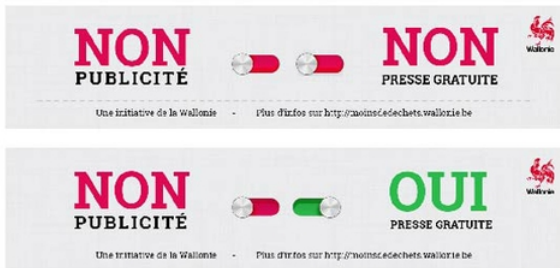 NON
PUBLICITÉ
NON
PRESSE GRATUITE
Wallonie
Une initiative de la Wallonie - Plus d'infos sur http://moinsdedechets.wallonie.be
NON
PUBLICITÉ
OUI
PRESSE GRATUITE
Wallonie
Une initiative de la Wallonie - Plus d'infos sur http://moinsdedechets.wallonie.be